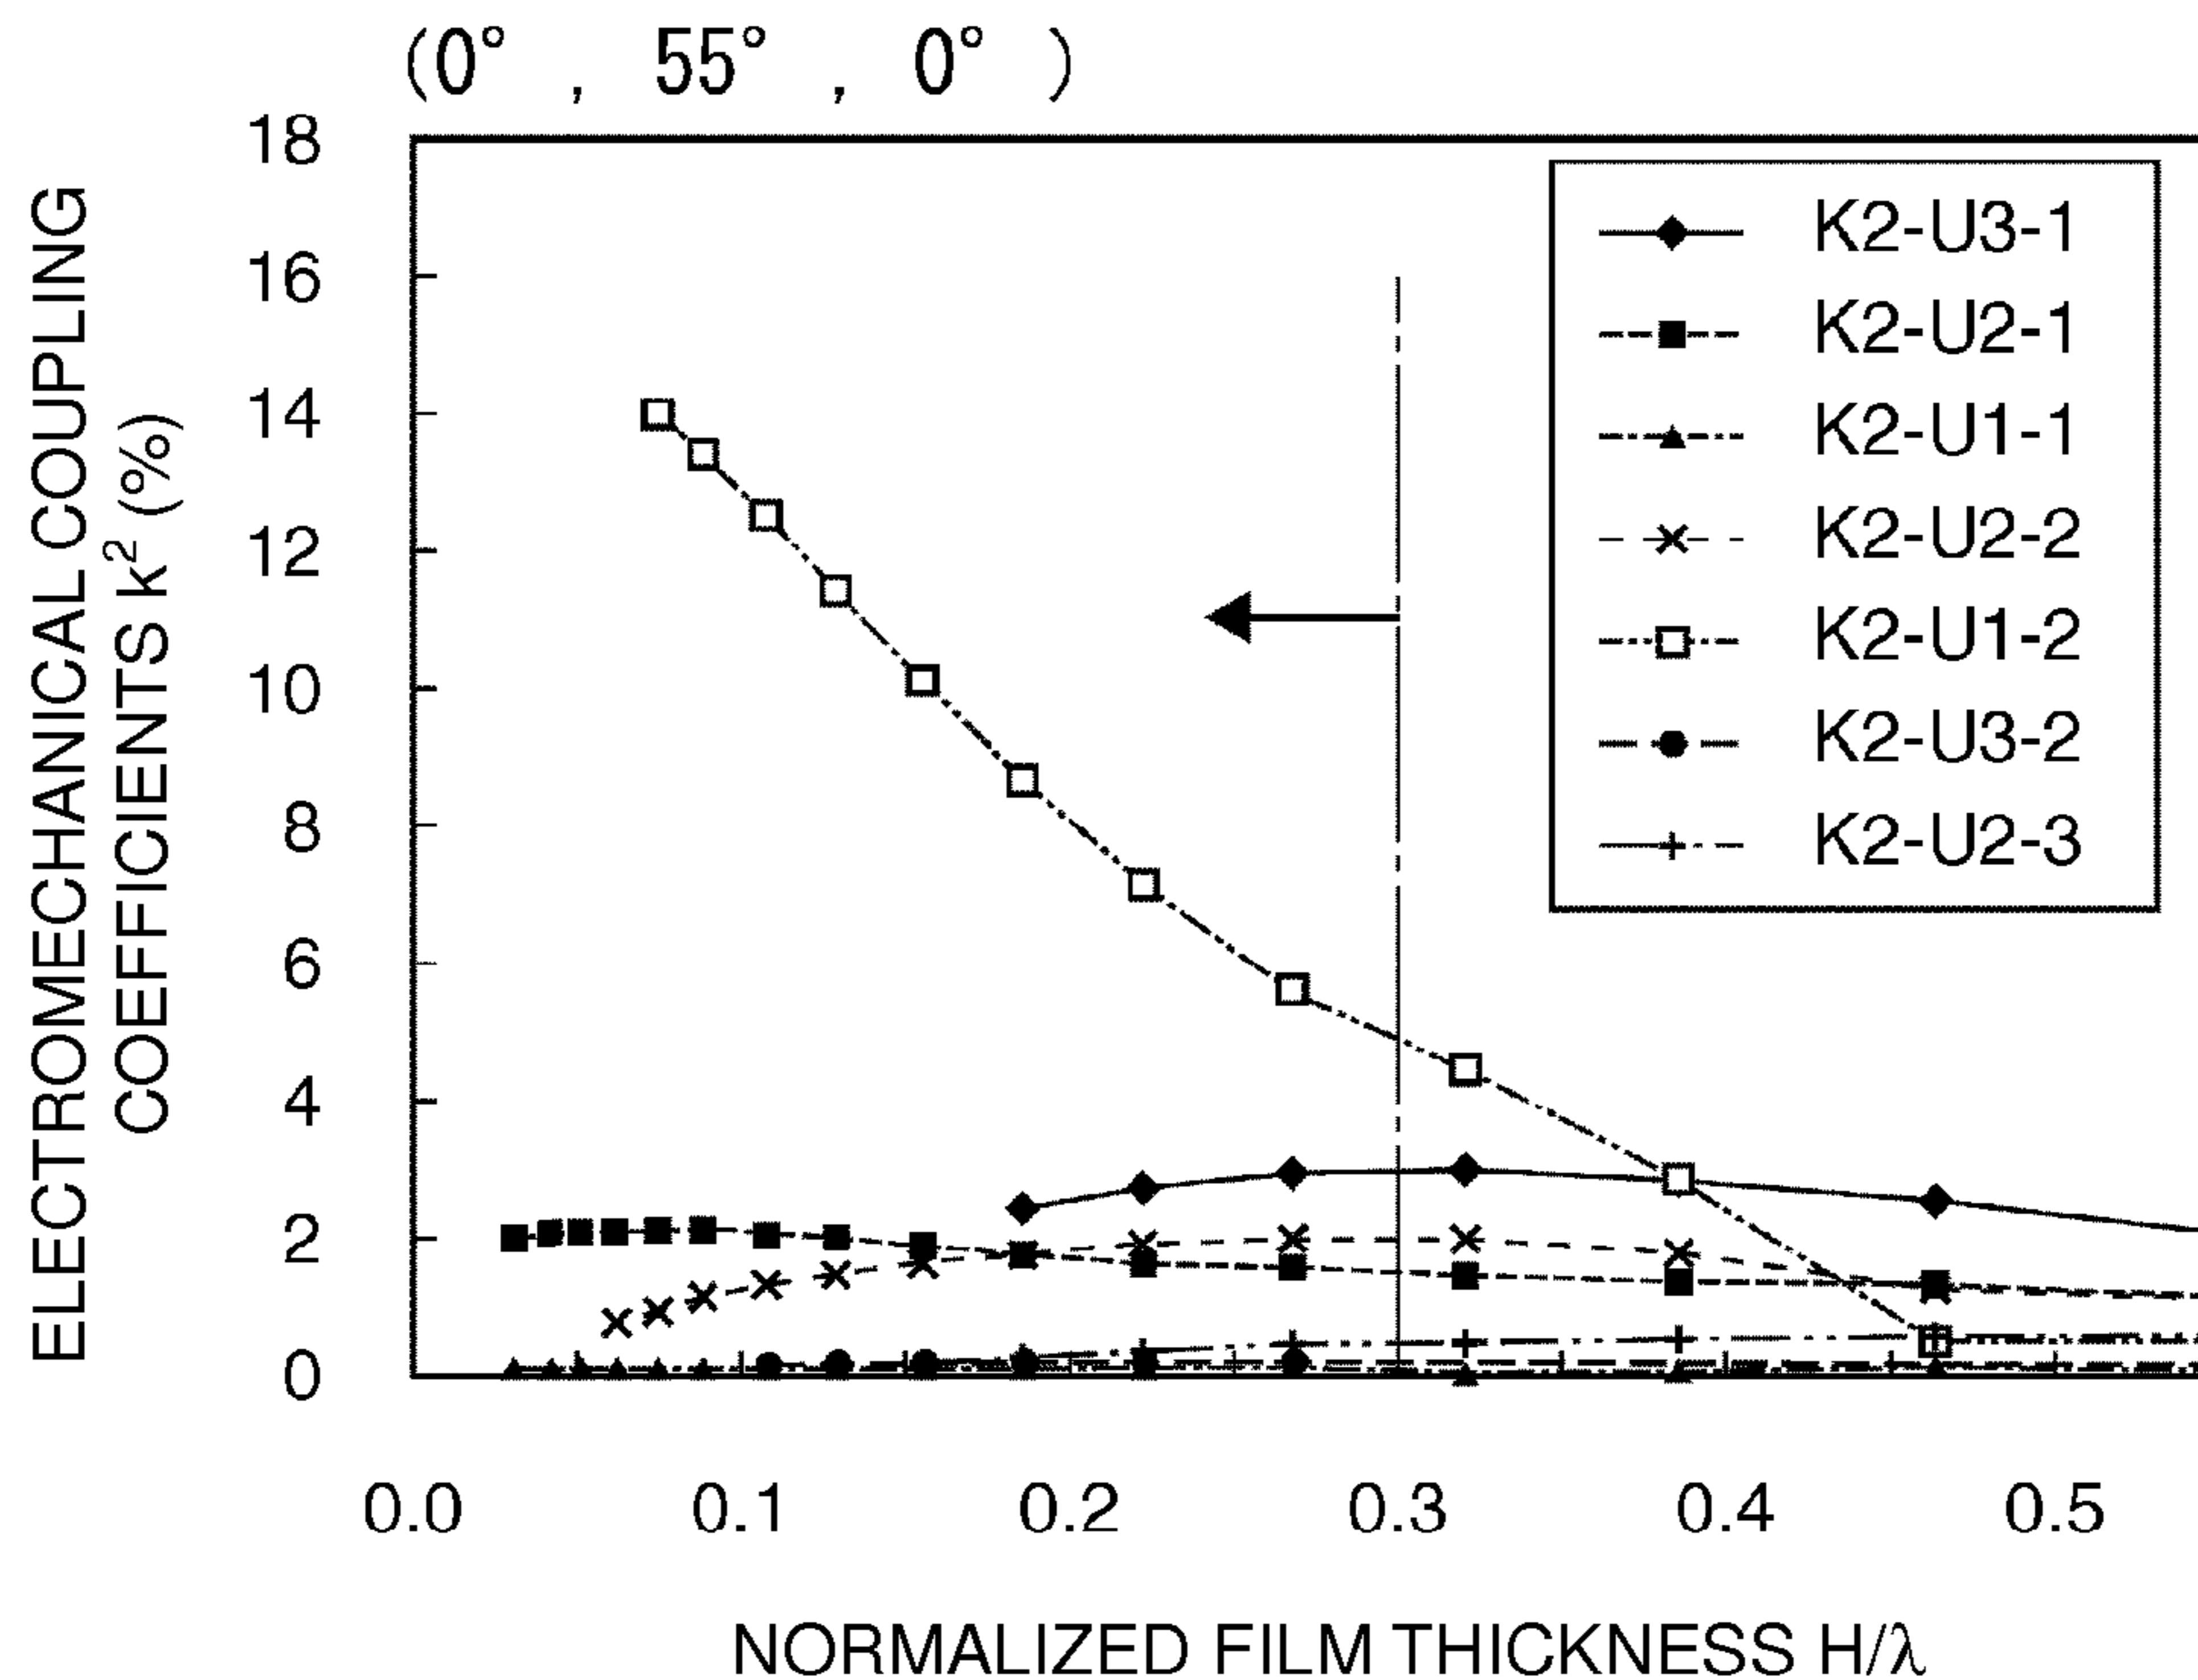 (0° , 55° , 0° )
ELECTROMECHANICAL COUPLING
COEFFICIENTS k² (%)
18
16
14
12
10
8
6
4
2
0
K2-U3-1
K2-U2-1
K2-U1-1
K2-U2-2
K2-U1-2
K2-U3-2
K2-U2-3
0.0 0.1 0.2 0.3 0.4 0.5
NORMALIZED FILM THICKNESS H/λ